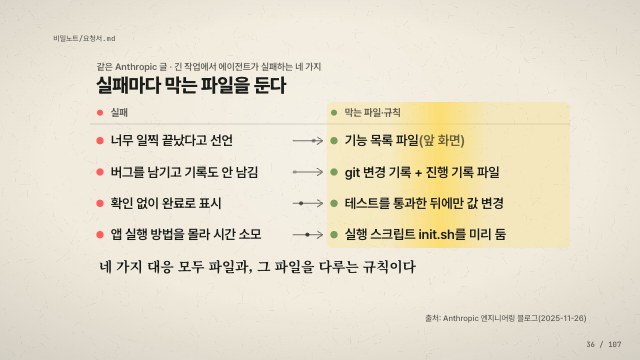 비밀노트/요청서.md
같은 Anthropic 글 · 긴 작업에서 에이전트가 실패하는 네 가지
실패마다 막는 파일을 둔다
실패
막는 파일·규칙
너무 일찍 끝났다고 선언
기능 목록 파일(앞 화면)
버그를 남기고 기록도 안 남김
git 변경 기록 + 진행 기록 파일
확인 없이 완료로 표시
테스트를 통과한 뒤에만 값 변경
앱 실행 방법을 몰라 시간 소모
실행 스크립트 init.sh를 미리 둠
네 가지 대응 모두 파일과, 그 파일을 다루는 규칙이다
출처: Anthropic 엔지니어링 블로그(2025-11-26)
36 / 107